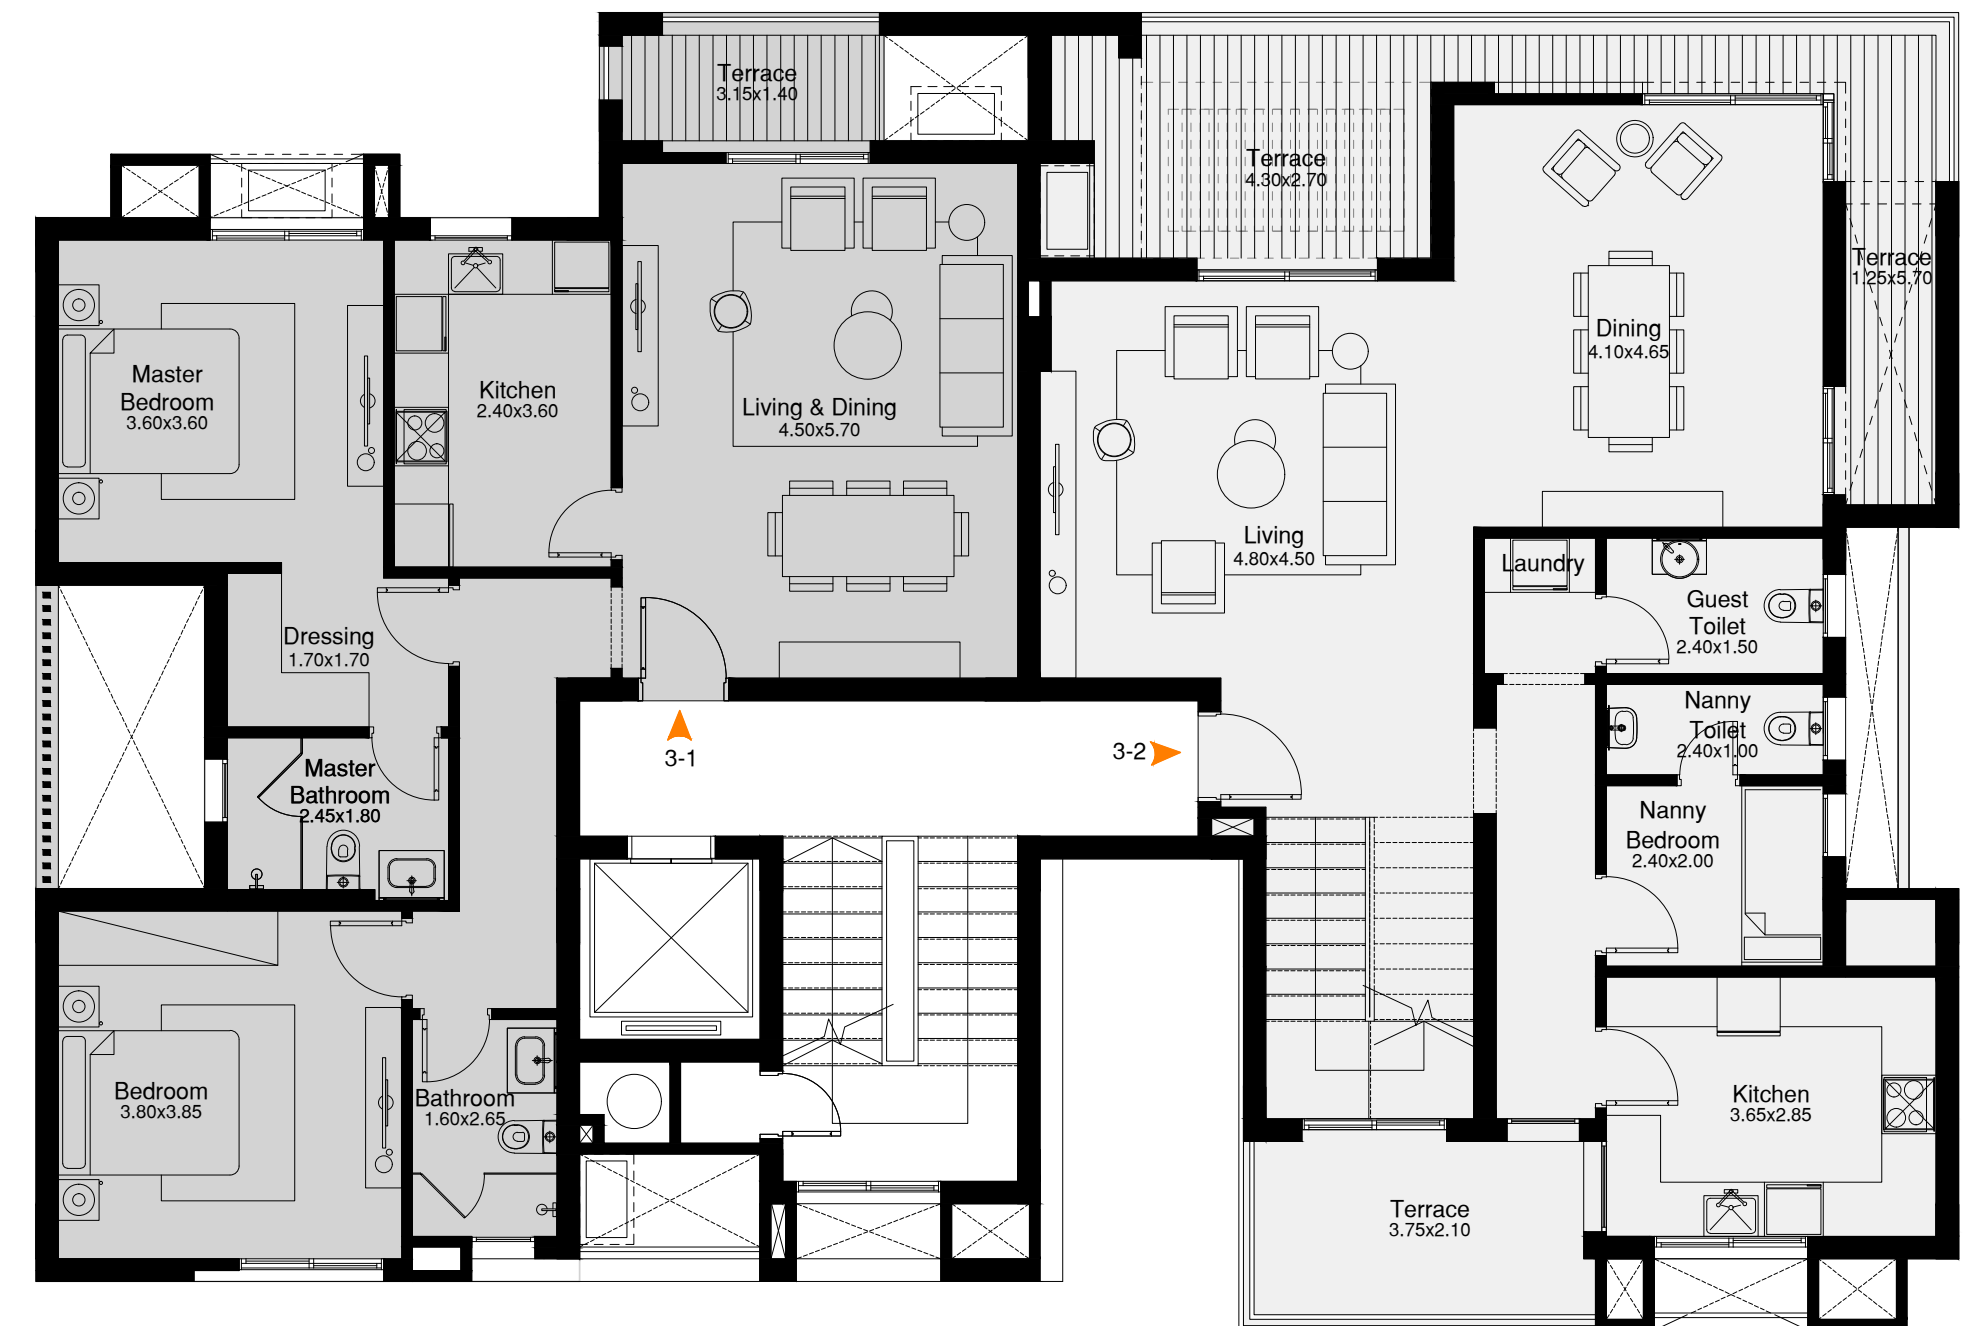 Terrace
3.15x1.40
Terrace
4.30x2.70
Terrace
1.25x5.70
Dining
4.10x4.65
Master
Bedroom
3.60x3.60
Kitchen
2.40x3.60
Living & Dining
4.50x5.70
Living
4.80x4.50
Laundry
Guest
Toilet
2.40x1.50
Dressing
1.70x1.70
Nanny
Toilet
2.40x1.00
3-1
3-2
Master
Bathroom
2.45x1.80
Nanny
Bedroom
2.40x2.00
Bedroom
3.80x3.85
Bathroom
1.60x2.65
Kitchen
3.65x2.85
Terrace
3.75x2.10